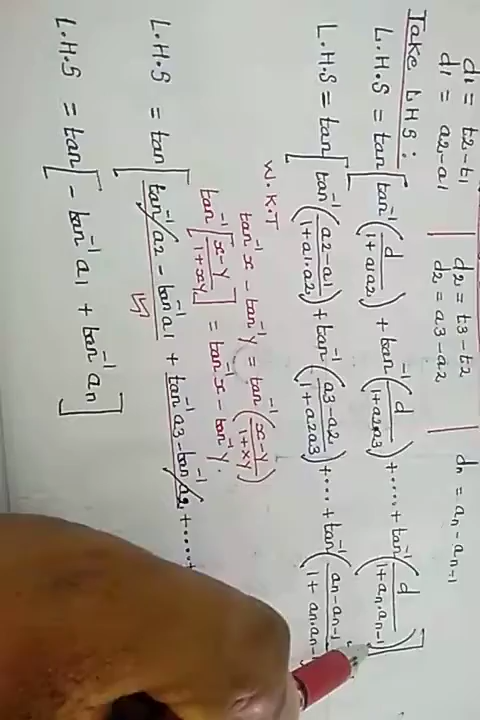 d1 = t2 - t1 | d2 = t3 - t2
d1 = a2 - a1 | d2 = a3 - a2 | dn = aₙ - aₙ₋₁
Take LHS:
L.H.S = tan[tan⁻¹(d/1+a1a2) + tan⁻¹(d/1+a2a3) + .... + tan⁻¹(d/1+aₙ.aₙ₋₁)]
L.H.S = tan[tan⁻¹(a2-a1/1+a1.a2) + tan⁻¹(a3-a2/1+a2a3) + ... + tan⁻¹(aₙ-aₙ₋₁/1+aₙ.aₙ₋
W.K.T tan⁻¹x - tan⁻¹y = tan⁻¹(x-y/1+xy)
tan⁻¹[x-y/1+xy] = tan⁻¹x - tan⁻¹y.
L.H.S = tan[tan⁻¹a2 - tan⁻¹a1 + tan⁻¹a3 - tan⁻¹a2 + ....+
L.H.S = tan[- tan⁻¹a1 + tan⁻¹aₙ]